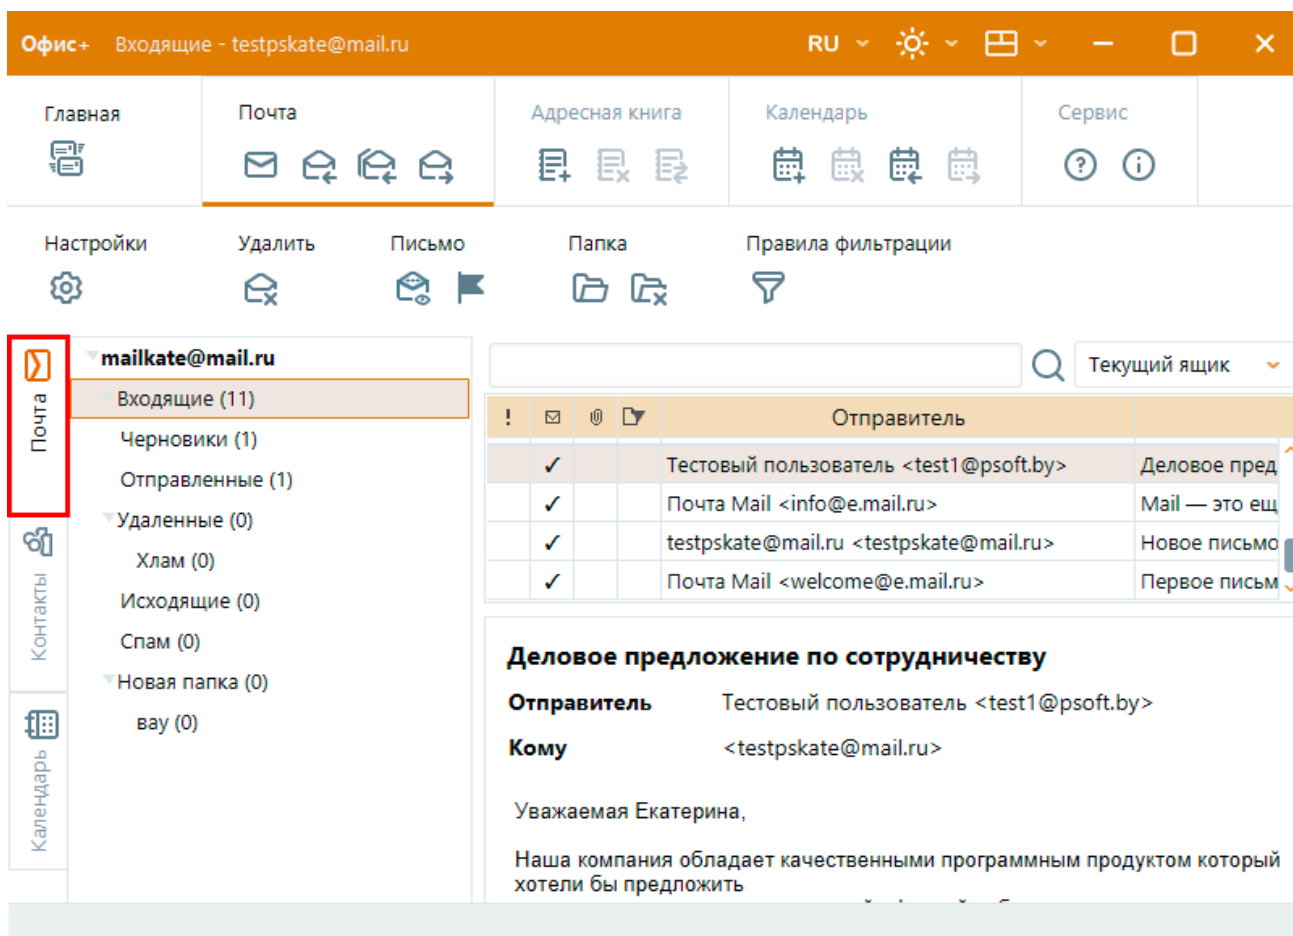 Офис+ Входящие - testpskate@mail.ru RU
Главная Почта Адресная книга Календарь Сервис
Настройки Удалить Письмо Папка Правила фильтрации
Почта
Контакты
Календарь
mailkate@mail.ru
Входящие (11)
Черновики (1)
Отправленные (1)
Удаленные (0)
Хлам (0)
Исходящие (0)
Спам (0)
Новая папка (0)
вау (0)
Текущий ящик
! Отправитель
✓ Тестовый пользователь <test1@psoft.by> Деловое пред
✓ Почта Mail <info@e.mail.ru> Mail — это ещ
✓ testpskate@mail.ru <testpskate@mail.ru> Новое письмо
✓ Почта Mail <welcome@e.mail.ru> Первое письм
Деловое предложение по сотрудничеству
Отправитель Тестовый пользователь <test1@psoft.by>
Кому <testpskate@mail.ru>
Уважаемая Екатерина,
Наша компания обладает качественными программным продуктом который
хотели бы предложить